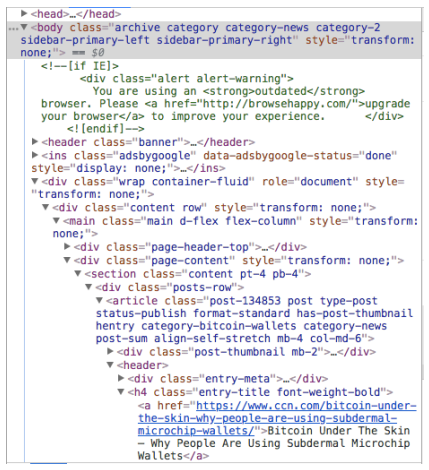 ▶<head>…</head>
…▼<body class="archive category category-news category-2
sidebar-primary-left sidebar-primary-right" style="transform:
none;"> == $0
<!--[if IE]>
<div class="alert alert-warning">
You are using an <strong>outdated</strong>
browser. Please <a href="http://browsehappy.com/">upgrade
your browser</a> to improve your experience.      </div>
<![endif]-->
▶<header class="banner">…</header>
▶<ins class="adsbygoogle" data-adsbygoogle-status="done"
style="display: none;">…</ins>
▼<div class="wrap container-fluid" role="document" style=
"transform: none;">
▼<div class="content row" style="transform: none;">
▼<main class="main d-flex flex-column" style="transform:
none;">
▶<div class="page-header-top">…</div>
▼<div class="page-content" style="transform: none;">
▼<section class="content pt-4 pb-4">
▼<div class="posts-row">
▼<article class="post-134853 post type-post
status-publish format-standard has-post-thumbnail
hentry category-bitcoin-wallets category-news
post-sum align-self-stretch mb-4 col-md-6">
▶<div class="post-thumbnail mb-2">…</div>
▼<header>
▶<div class="entry-meta">…</div>
▼<h4 class="entry-title font-weight-bold">
<a href="https://www.ccn.com/bitcoin-under-
the-skin-why-people-are-using-subdermal-
microchip-wallets/">Bitcoin Under The Skin
– Why People Are Using Subdermal Microchip
Wallets</a>